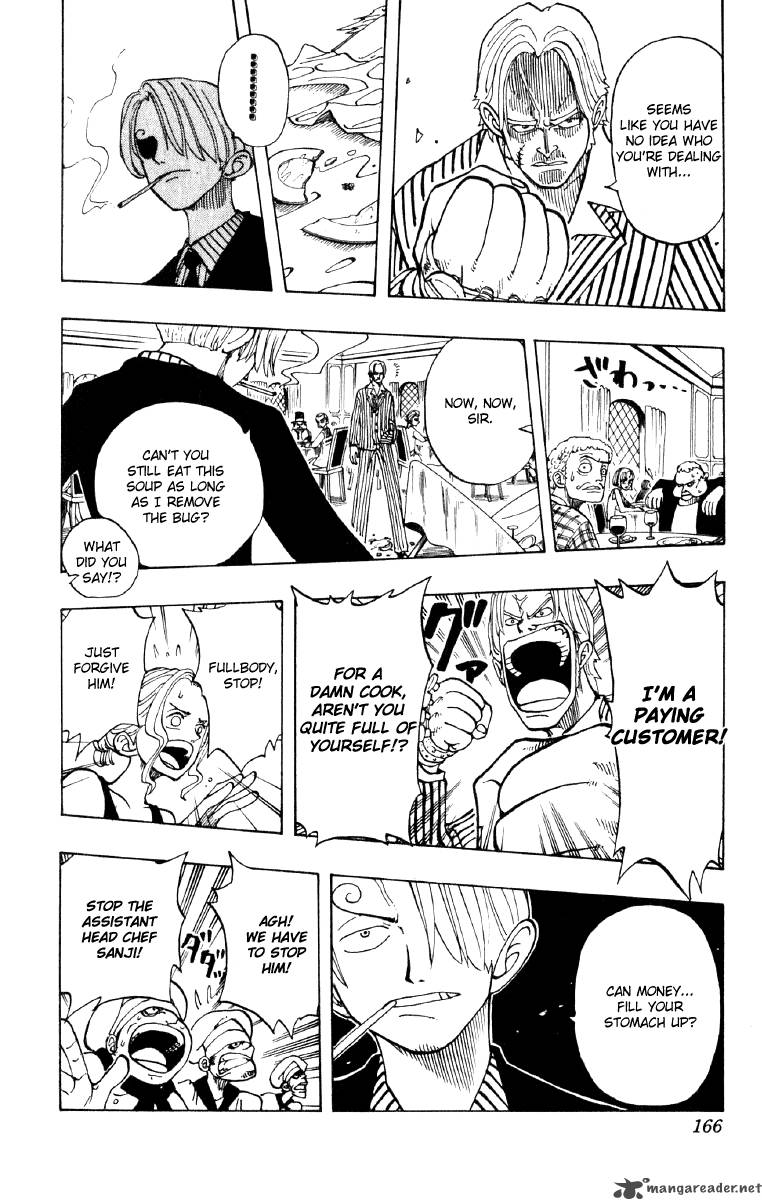 SEEMS
LIKE YOU HAVE
NO IDEA WHO
YOU'RE DEALING
WITH...
ざわっ…
NOW, NOW,
SIR.
CAN'T YOU
STILL EAT THIS
SOUP AS LONG
AS I REMOVE
THE BUG?
WHAT
DID YOU
SAY!?
I'M A
PAYING
CUSTOMER!
グァ
FOR A
DAMN COOK,
AREN'T YOU
QUITE FULL OF
YOURSELF!?
FULLBODY,
STOP!
JUST
FORGIVE
HIM!
CAN MONEY...
FILL YOUR
STOMACH UP?
AGH!
WE HAVE
TO STOP
HIM!
ダダッ
STOP THE
ASSISTANT
HEAD CHEF
SANJI!
166
mangareader.net